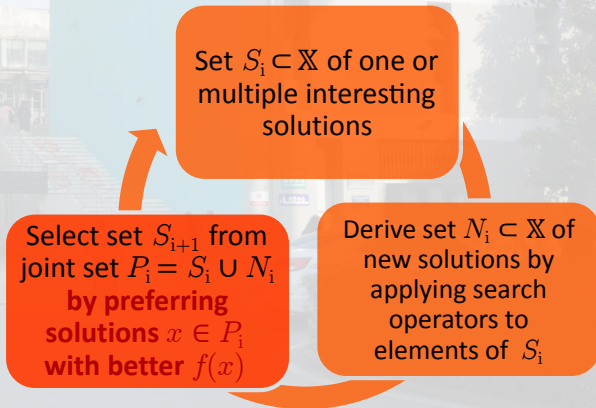 Set Sᵢ ⊂ 𝕏 of one or
multiple interesting
solutions
Derive set Nᵢ ⊂ 𝕏 of
new solutions by
applying search
operators to
elements of Sᵢ
Select set Sᵢ₊₁ from
joint set Pᵢ = Sᵢ ∪ Nᵢ
by preferring
solutions x ∈ Pᵢ
with better f(x)